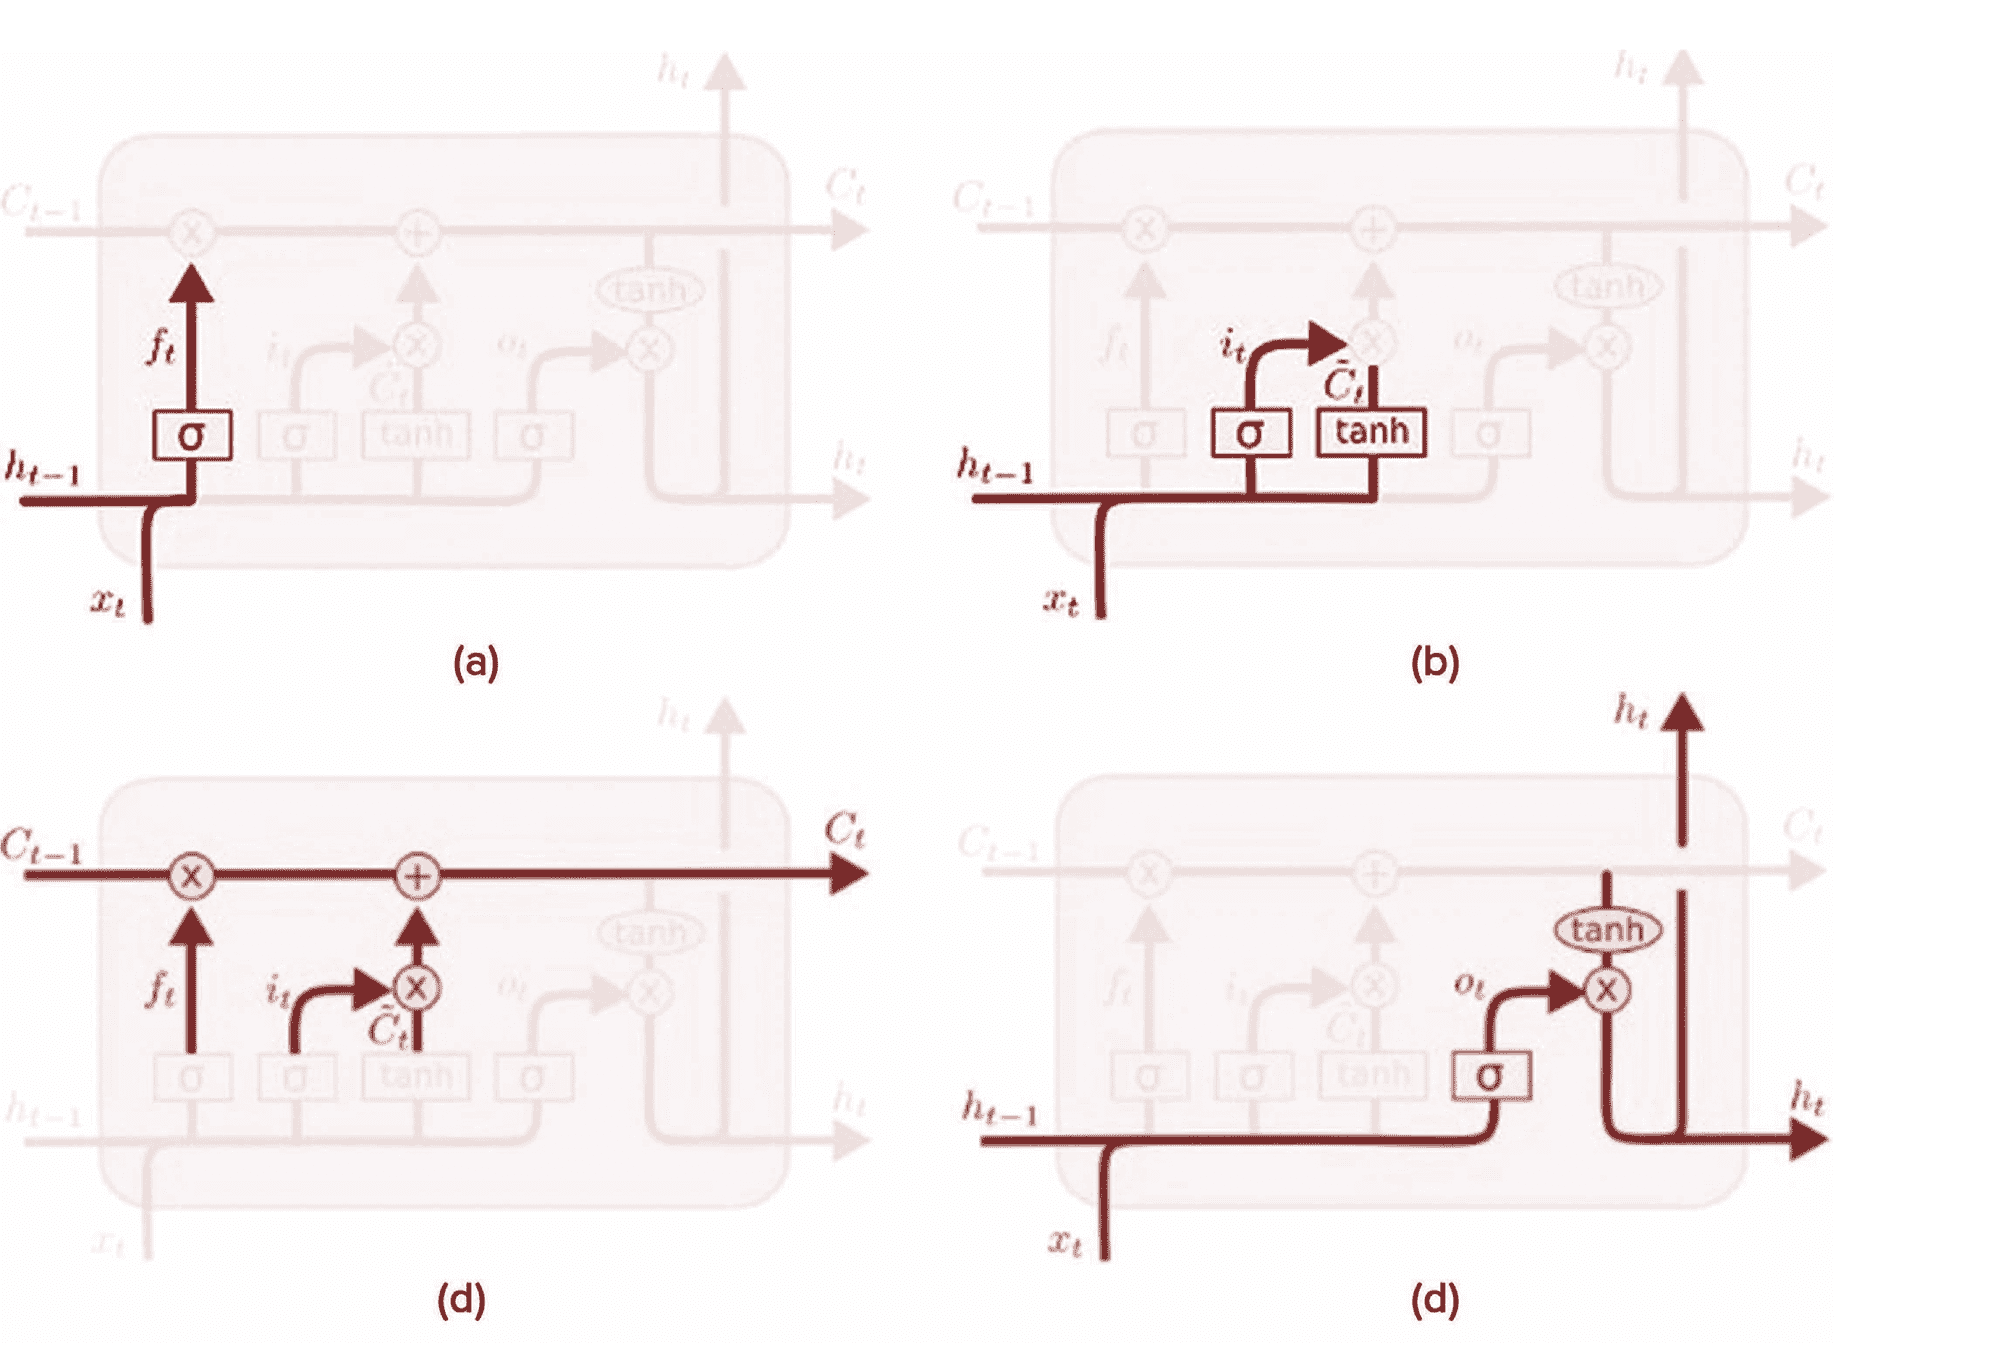 h_t
C_{t-1} C_t
x +
tanh
f_t i_t x o_t x
C̃_t
σ σ tanh σ
h_{t-1} h_t
x_t
(a)
h_t
C_{t-1} C_t
x +
tanh
f_t i_t x o_t x
C̃_t
σ σ tanh σ
h_{t-1} h_t
x_t
(b)
h_t
C_{t-1} C_t
x +
tanh
f_t i_t x o_t x
C̃_t
σ σ tanh σ
h_{t-1} h_t
x_t
(d)
h_t
C_{t-1} C_t
x +
tanh
f_t i_t x o_t x
C̃_t
σ σ tanh σ
h_{t-1} h_t
x_t
(d)